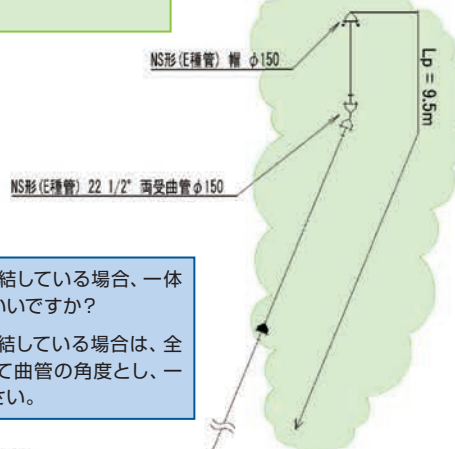 NS形(E種管) 帽 φ150
Lp = 9.5m
NS形(E種管) 22 1/2° 両受曲管φ150
結している場合、一体
いいですか？
結している場合は、全
て曲管の角度とし、一
さい。